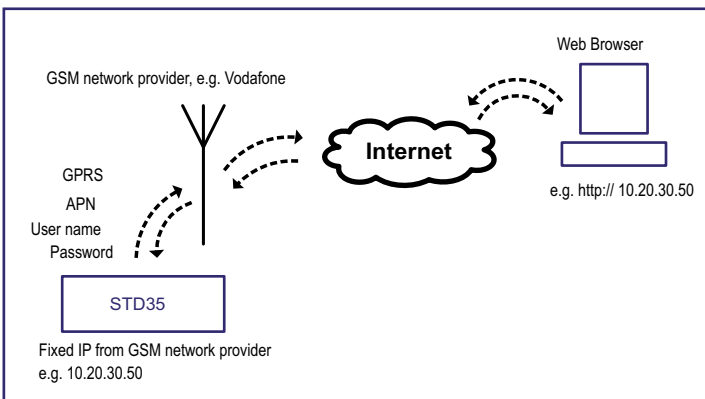 Web Browser
GSM network provider, e.g. Vodafone
Internet
e.g. http:// 10.20.30.50
GPRS
APN
User name
Password
STD35
Fixed IP from GSM network provider
e.g. 10.20.30.50